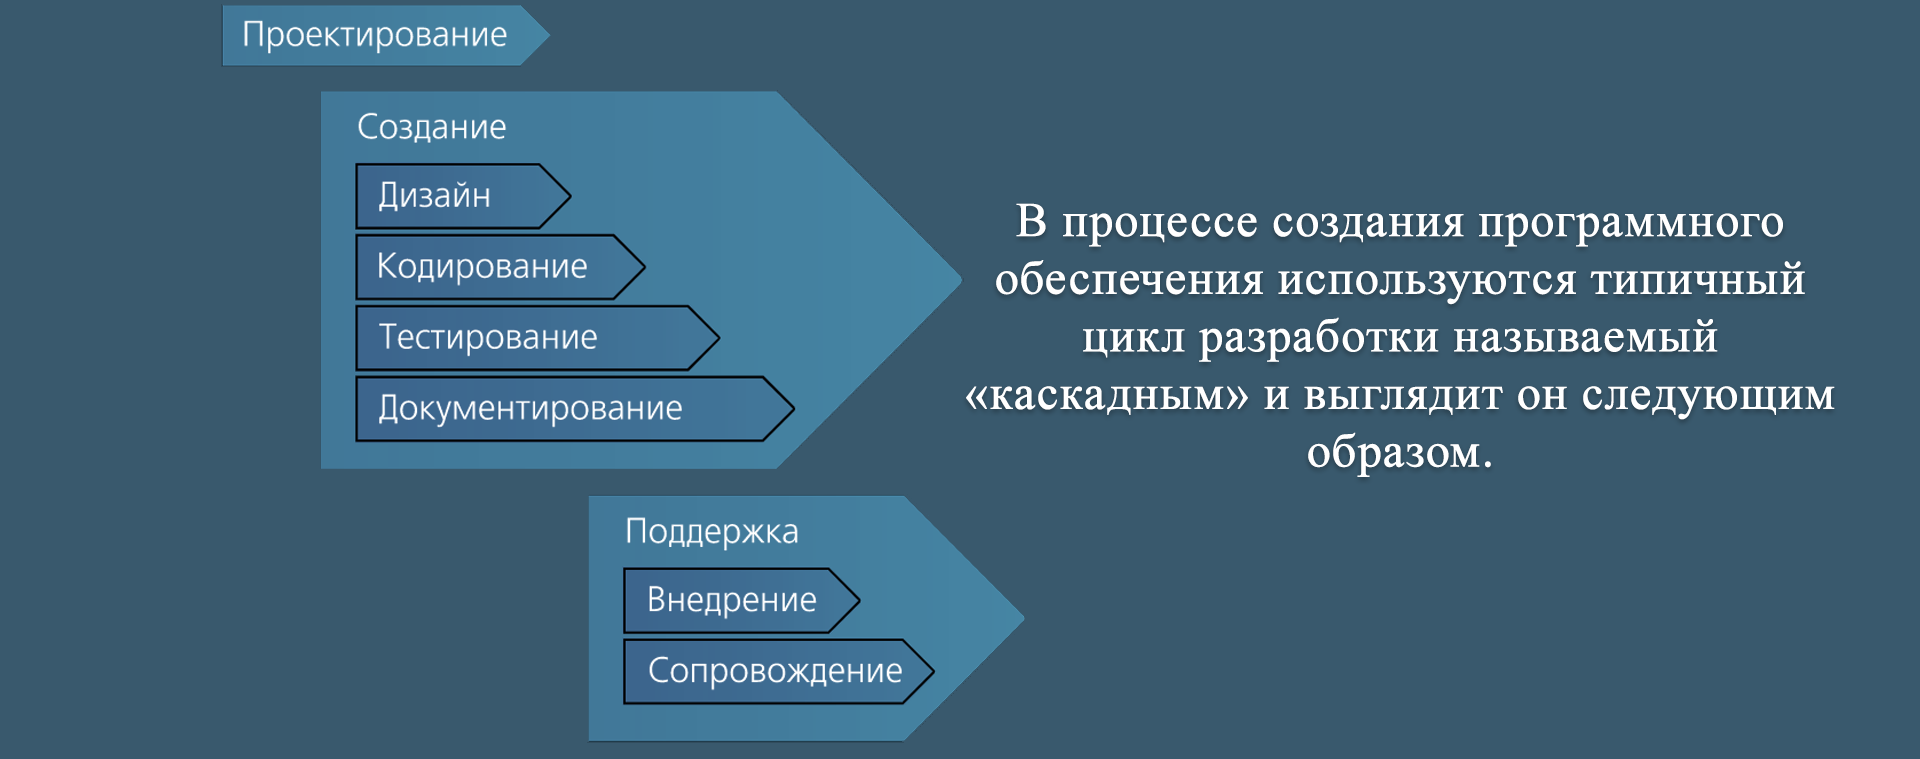 Проектирование
Создание
Дизайн
Кодирование
Тестирование
Документирование
Поддержка
Внедрение
Сопровождение
В процессе создания программного
обеспечения используются типичный
цикл разработки называемый
«каскадным» и выглядит он следующим
образом.